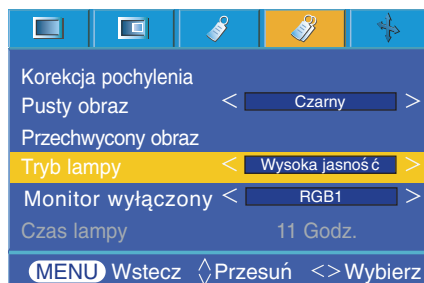 Korekcja pochylenia
Pusty obraz < Czarny >
Przechwycony obraz
Tryb lampy < Wysoka jasność >
Monitor wyłączony < RGB1 >
Czas lampy 11 Godz.
MENU Wstecz ◊ Przesuń <> Wybierz